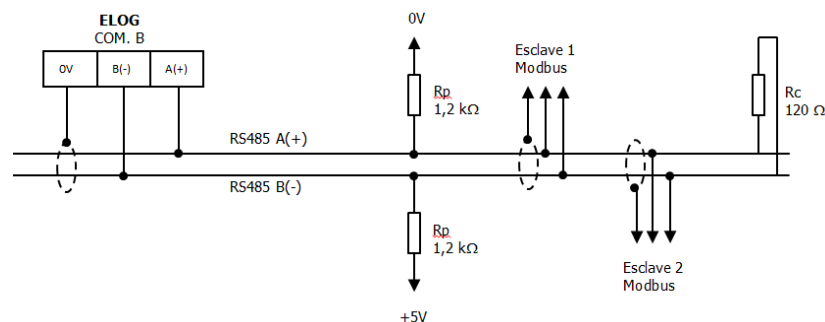 ELOG
COM. B
0V
B(-)
A(+)
RS485 A(+)
RS485 B(-)
0V
Rp
1,2 kΩ
Rp
1,2 kΩ
+5V
Esclave 1
Modbus
Esclave 2
Modbus
Rc
120 Ω